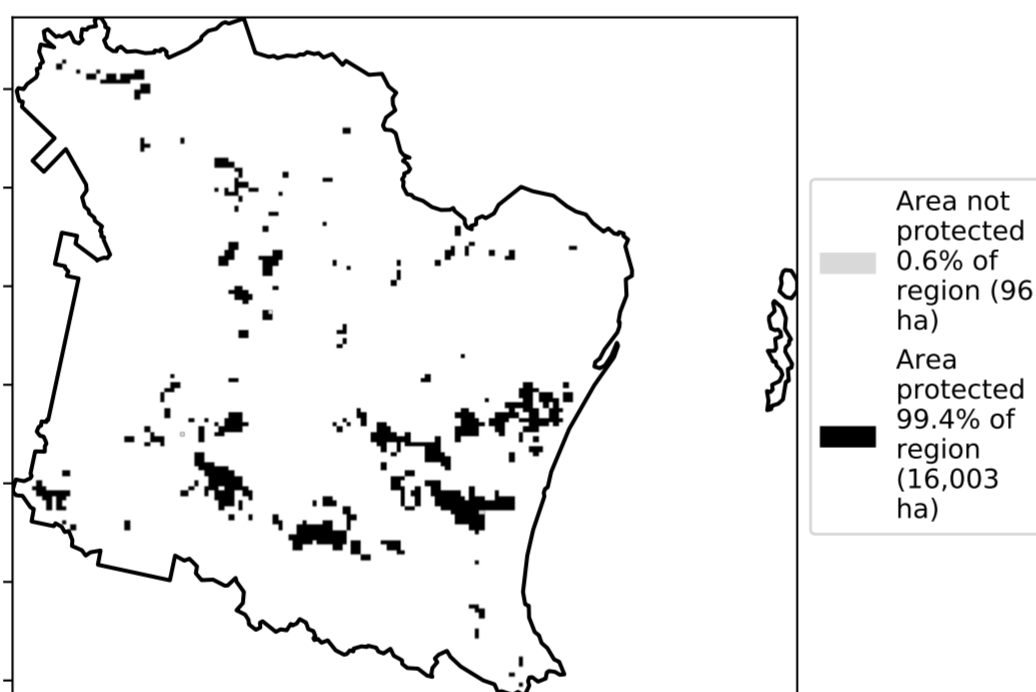 Area not
protected
0.6% of
region (96
ha)
Area
protected
99.4% of
region
(16,003
ha)